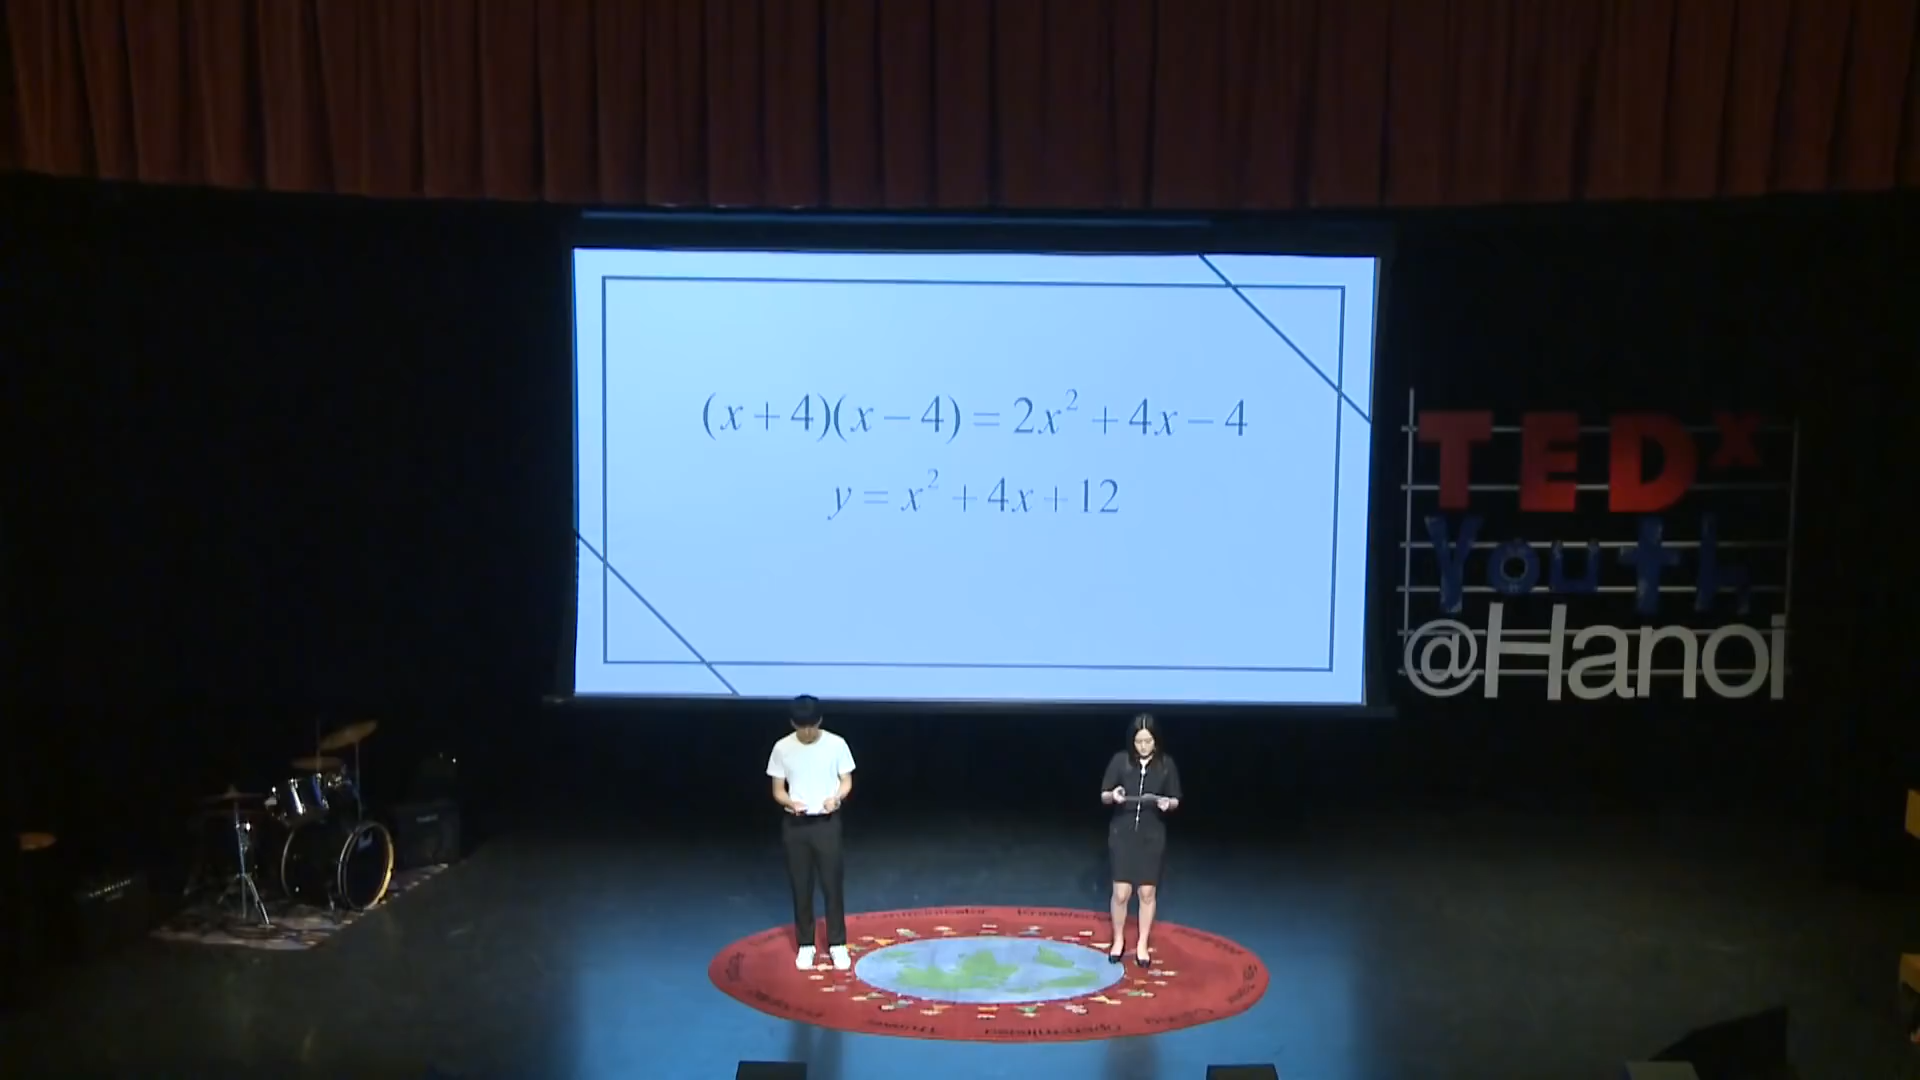 (x+4)(x−4)=2x²+4x−4
y=x²+4x+12
TEDx
Youth
@Hanoi